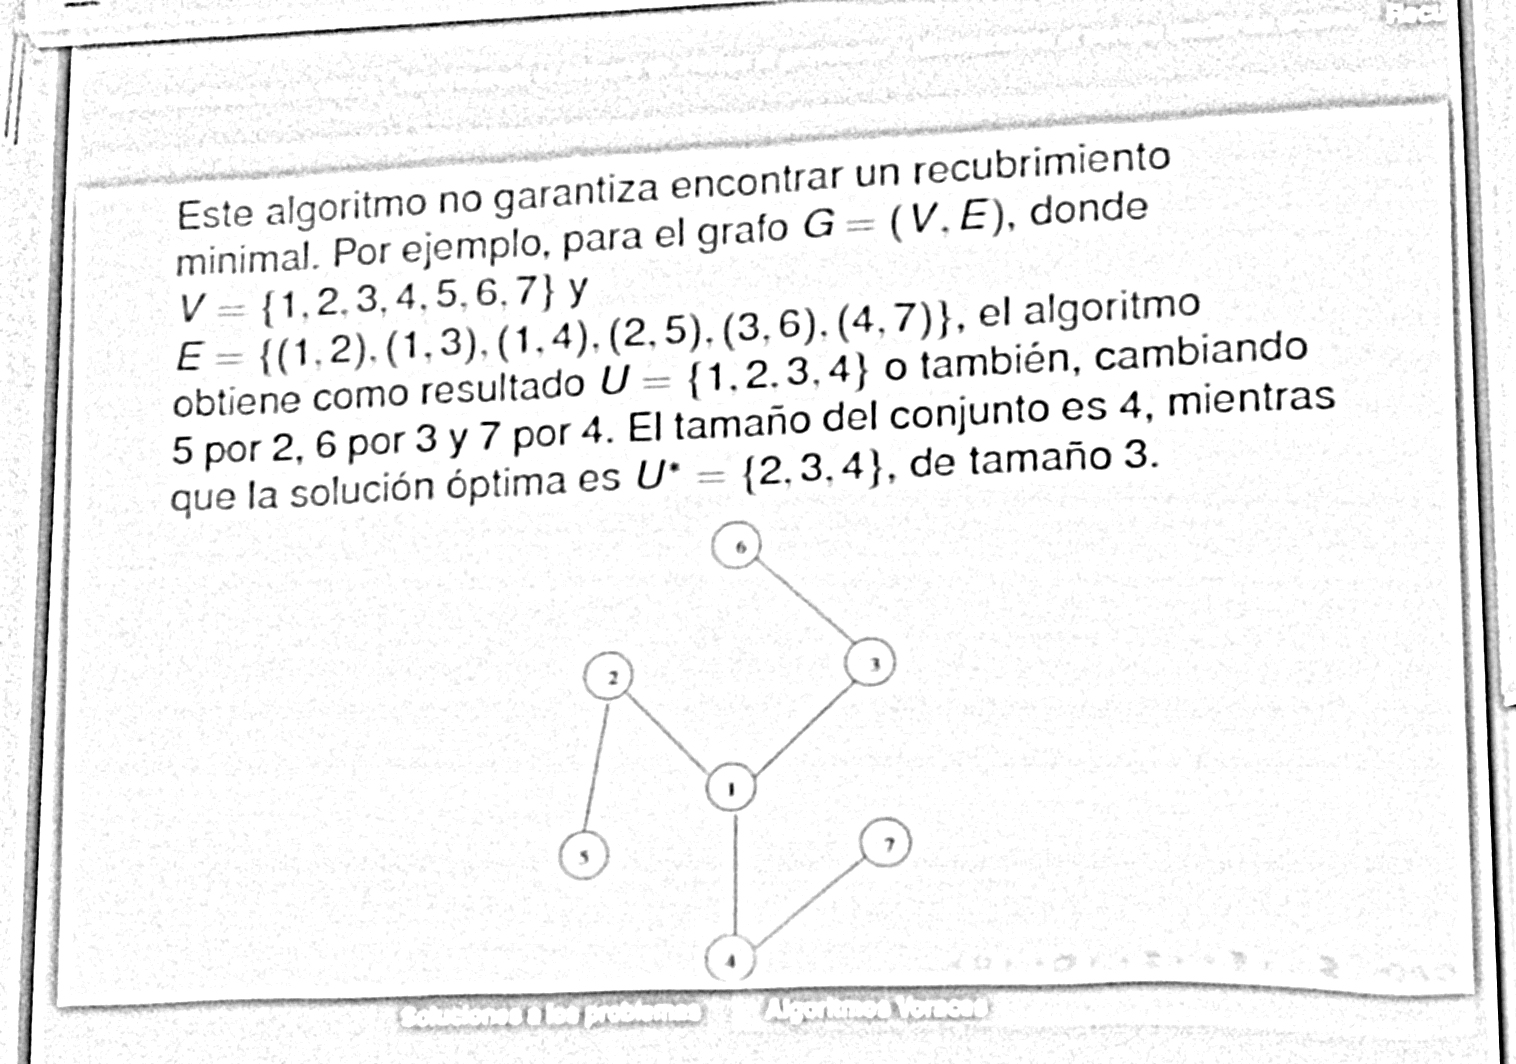 Este algoritmo no garantiza encontrar un recubrimiento
minimal. Por ejemplo, para el grafo G = (V, E), donde
V = {1, 2, 3, 4, 5, 6, 7} y
E = {(1, 2), (1, 3), (1, 4), (2, 5), (3, 6), (4, 7)}, el algoritmo
obtiene como resultado U = {1, 2, 3, 4} o también, cambiando
5 por 2, 6 por 3 y 7 por 4. El tamaño del conjunto es 4, mientras
que la solución óptima es U* = {2, 3, 4}, de tamaño 3.
6
3
2
1
7
5
4
Soluciones a los problemas
Algoritmos Voraces